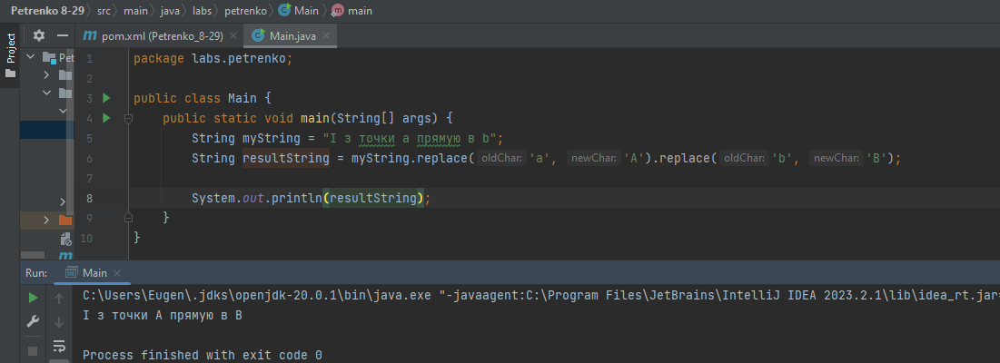 Petrenko 8-29 src main java labs petrenko Main main
Project
pom.xml (Petrenko_8-29) Main.java
Pet
1 package labs.petrenko;
2
3 public class Main {
4 public static void main(String[] args) {
5 String myString = "I з точки а прямую в b";
6 String resultString = myString.replace( oldChar: 'a', newChar: 'A').replace( oldChar: 'b', newChar: 'B');
7
8 System.out.println(resultString);
9 }
10 }
Run: Main
C:\Users\Eugen\.jdks\openjdk-20.0.1\bin\java.exe "-javaagent:C:\Program Files\JetBrains\IntelliJ IDEA 2023.2.1\lib\idea_rt.jar=
I з точки A прямую в B
Process finished with exit code 0